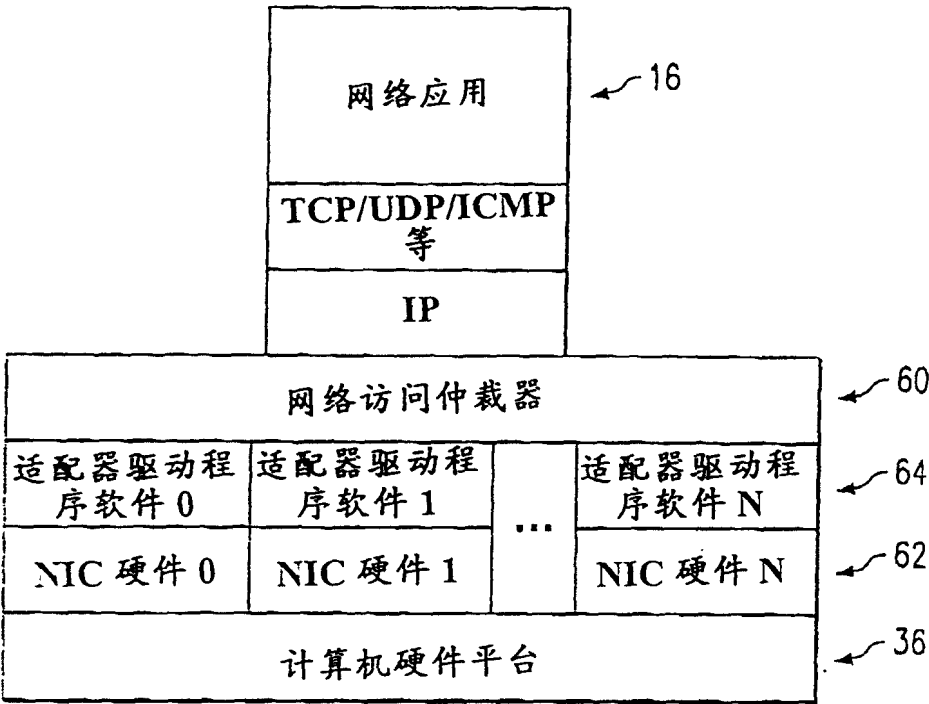 网络应用
16
TCP/UDP/ICMP
等
IP
网络访问仲裁器
60
适配器驱动程
序软件 0
适配器驱动程
序软件 1
...
适配器驱动程
序软件 N
64
NIC 硬件 0
NIC 硬件 1
NIC 硬件 N
62
计算机硬件平台
36